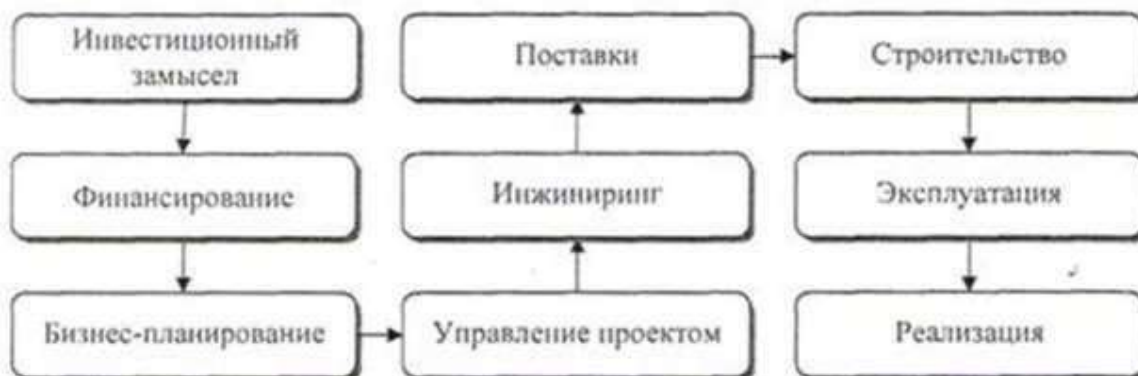 Инвестиционный
замысел
Финансирование
Бизнес-планирование
Управление проектом
Инжиниринг
Поставки
Строительство
Эксплуатация
Реализация